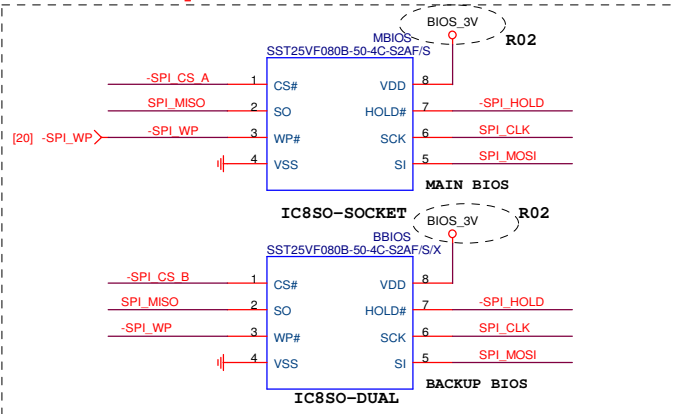 BIOS_3V
MBIOS R02
SST25VF080B-50-4C-S2AF/S
-SPI_CS_A 1 CS# VDD 8
SPI_MISO 2 SO HOLD# 7 -SPI_HOLD
[20] -SPI_WP -SPI_WP 3 WP# SCK 6 SPI_CLK
4 VSS SI 5 SPI_MOSI
MAIN BIOS
IC8SO-SOCKET BIOS_3V R02
BBIOS
SST25VF080B-50-4C-S2AF/S/X
-SPI_CS_B 1 CS# VDD 8
SPI_MISO 2 SO HOLD# 7 -SPI_HOLD
-SPI_WP 3 WP# SCK 6 SPI_CLK
4 VSS SI 5 SPI_MOSI
BACKUP BIOS
IC8SO-DUAL